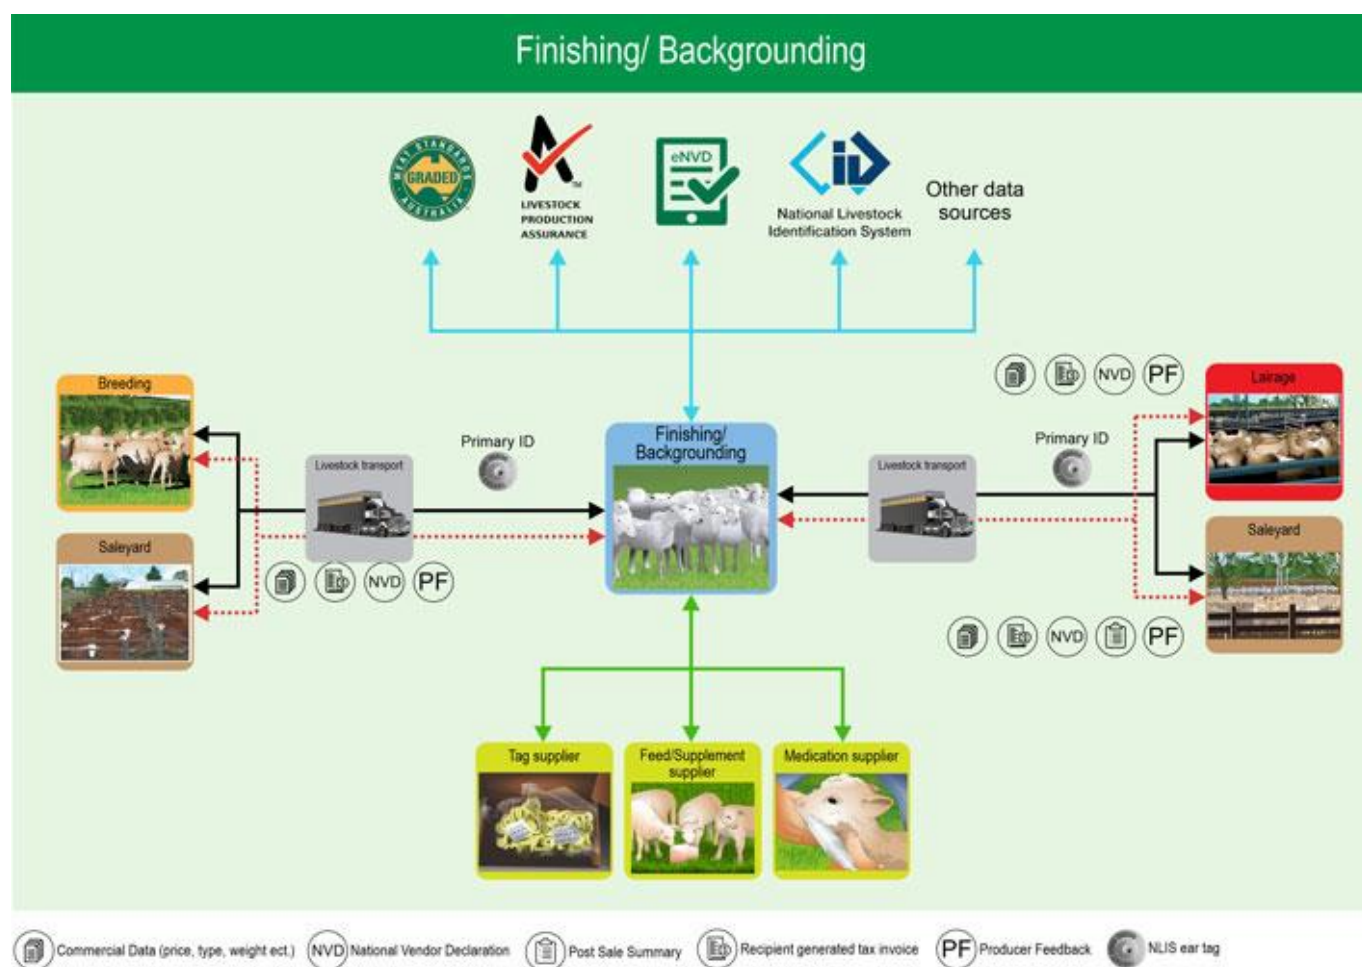 Finishing/ Backgrounding
MEAT STANDARDS
GRADED
AUSTRALIA
TM
LIVESTOCK
PRODUCTION
ASSURANCE
eNVD
iD
National Livestock
Identification System
Other data
sources
NVD PF
Breeding
Lairage
Primary ID
Finishing/
Backgrounding
Primary ID
Livestock transport
Livestock transport
Saleyard
Saleyard
NVD PF
NVD PF
Tag supplier
Feed/Supplement
supplier
Medication supplier
Commercial Data (price, type, weight ect.) NVD National Vendor Declaration Post Sale Summary Recipient generated tax invoice PF Producer Feedback NLIS ear tag